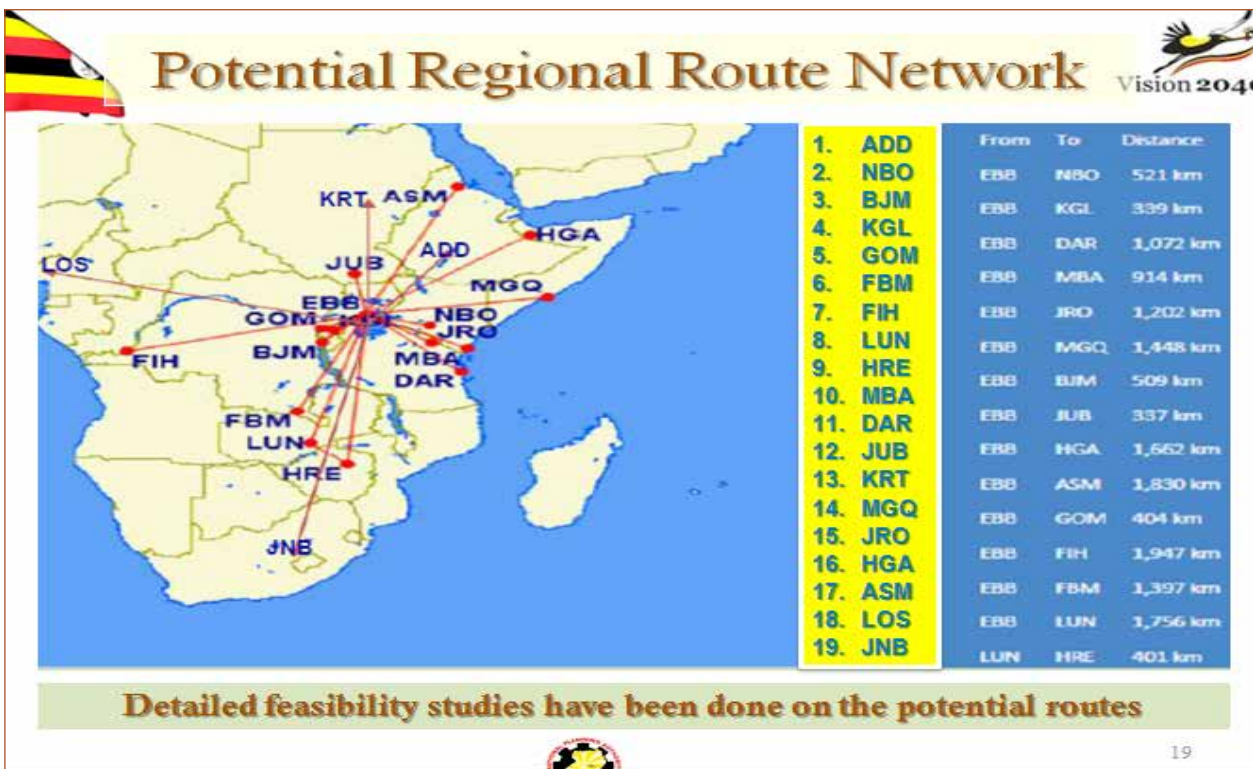 Potential Regional Route Network
Vision 2040
KRT
ASM
HGA
ADD
LOS
JUB
MGQ
EBB
NBO
GOM
JRO
BJM
FIH
MBA
DAR
FBM
LUN
HRE
JNB
1. ADD
2. NBO
3. BJM
4. KGL
5. GOM
6. FBM
7. FIH
8. LUN
9. HRE
10. MBA
11. DAR
12. JUB
13. KRT
14. MGQ
15. JRO
16. HGA
17. ASM
18. LOS
19. JNB
From To Distance
EBB NBO 521 km
EBB KGL 339 km
EBB DAR 1,072 km
EBB MBA 914 km
EBB JRO 1,202 km
EBB MGQ 1,448 km
EBB BJM 509 km
EBB JUB 337 km
EBB HGA 1,662 km
EBB ASM 1,830 km
EBB GOM 404 km
EBB FIH 1,947 km
EBB FBM 1,397 km
EBB LUN 1,756 km
LUN HRE 401 km
Detailed feasibility studies have been done on the potential routes
19